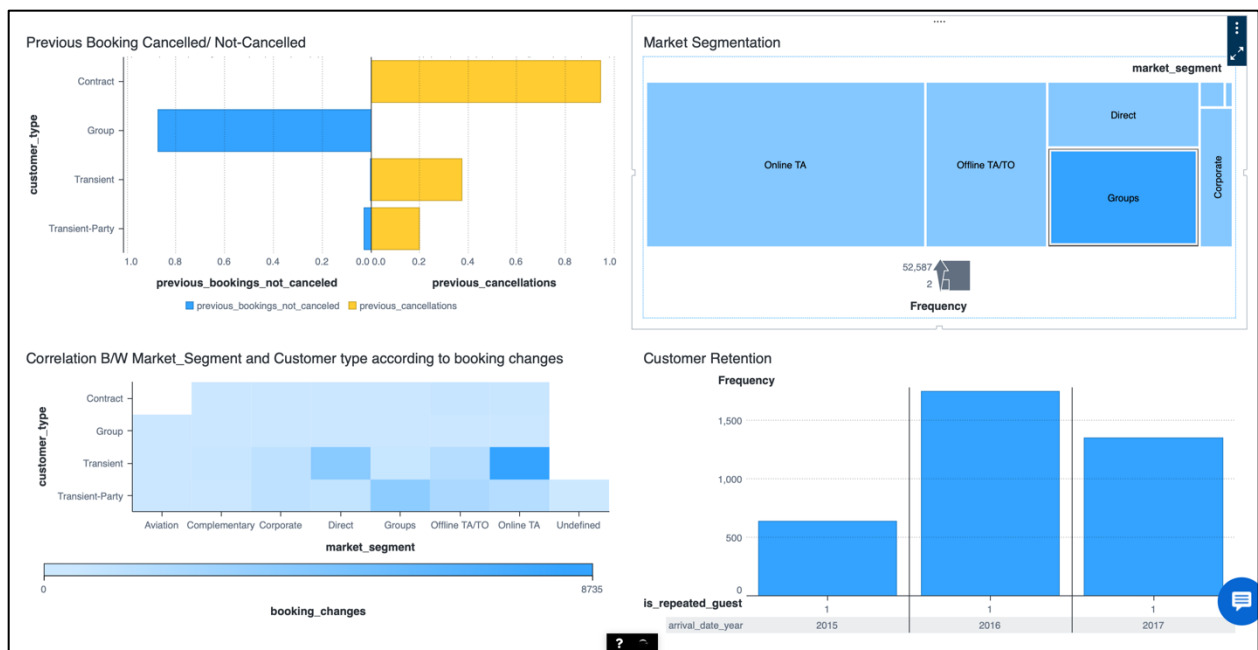 Previous Booking Cancelled/ Not-Cancelled
customer_type
Contract
Group
Transient
Transient-Party
1.0 0.8 0.6 0.4 0.2 0.0 0.0 0.2 0.4 0.6 0.8 1.0
previous_bookings_not_canceled previous_cancellations
previous_bookings_not_canceled previous_cancellations
Market Segmentation
market_segment
Online TA
Offline TA/TO
Direct
Groups
Corporate
52,587
2
Frequency
Correlation B/W Market_Segment and Customer type according to booking changes
customer_type
Contract
Group
Transient
Transient-Party
Aviation Complementary Corporate Direct Groups Offline TA/TO Online TA Undefined
market_segment
0 8735
booking_changes
Customer Retention
Frequency
1,500
1,000
500
0
is_repeated_guest 1 1 1
arrival_date_year 2015 2016 2017
?